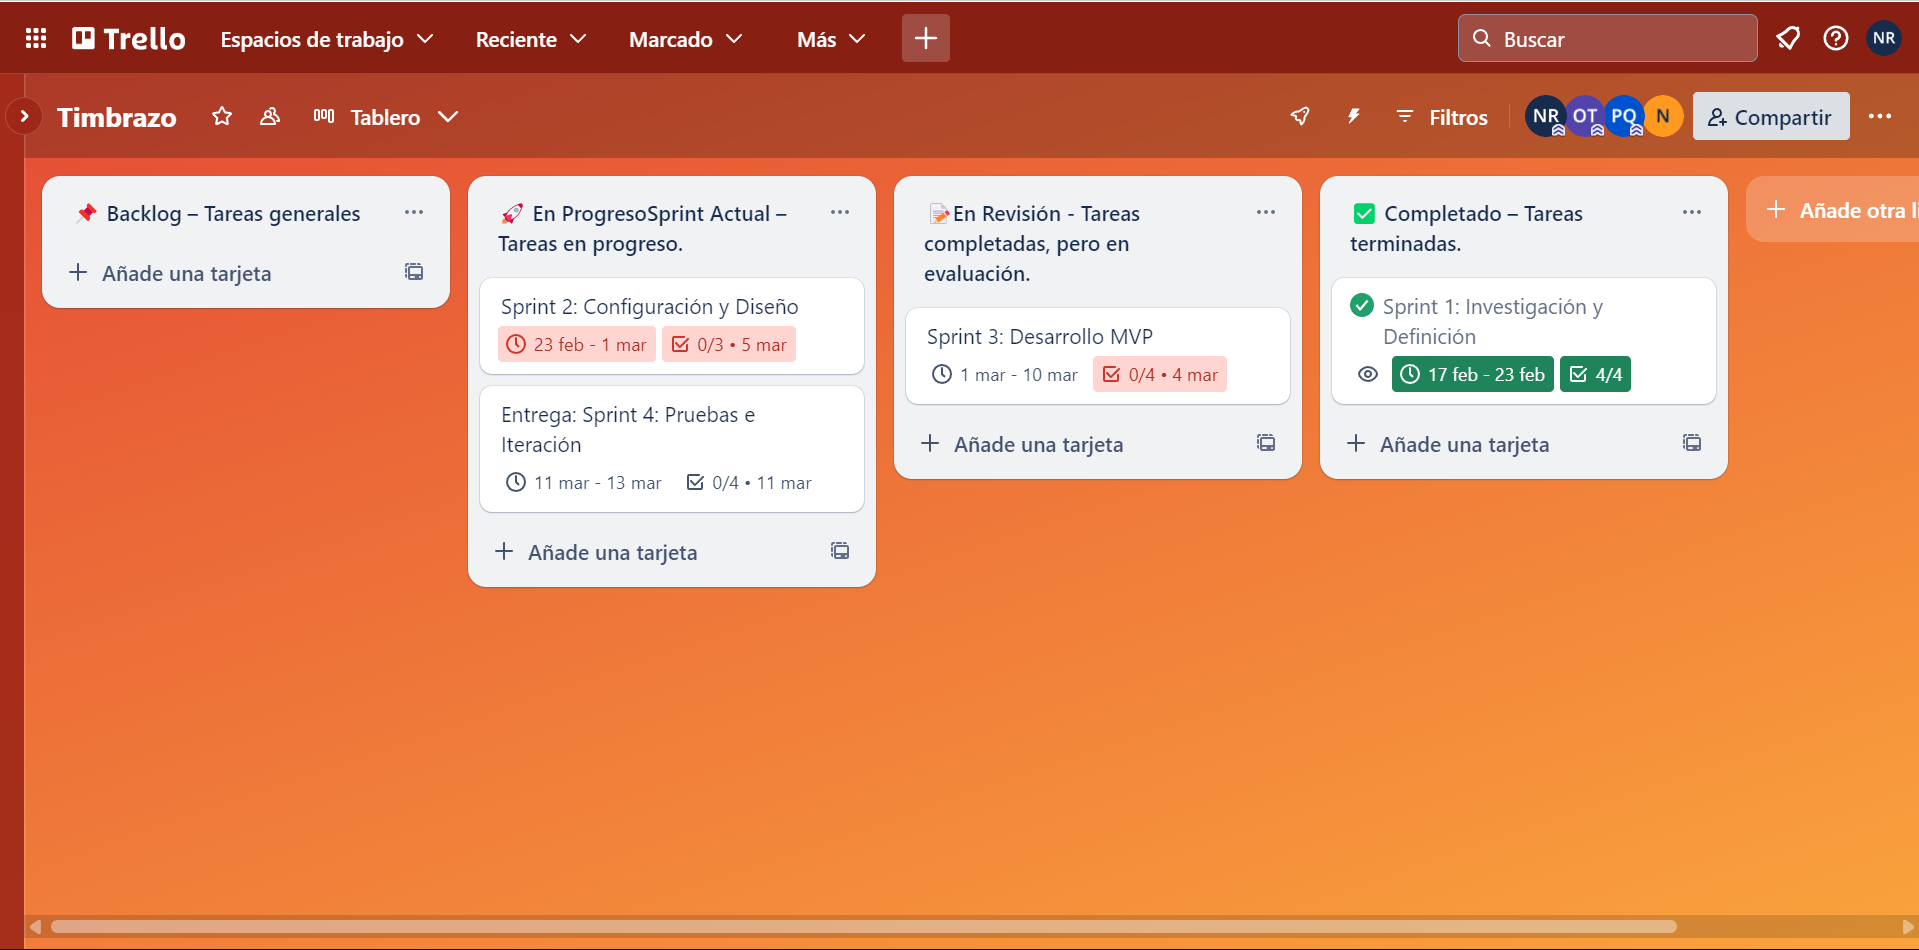 Trello
Espacios de trabajo
Reciente
Marcado
Más
Buscar
NR
Timbrazo
Tablero
Filtros
NR
OT
PQ
N
Compartir
Backlog – Tareas generales
Añade una tarjeta
En ProgresoSprint Actual –
Tareas en progreso.
Sprint 2: Configuración y Diseño
23 feb - 1 mar
0/3 • 5 mar
Entrega: Sprint 4: Pruebas e
Iteración
11 mar - 13 mar
0/4 • 11 mar
Añade una tarjeta
En Revisión - Tareas
completadas, pero en
evaluación.
Sprint 3: Desarrollo MVP
1 mar - 10 mar
0/4 • 4 mar
Añade una tarjeta
Completado – Tareas
terminadas.
Sprint 1: Investigación y
Definición
17 feb - 23 feb
4/4
Añade una tarjeta
Añade otra li